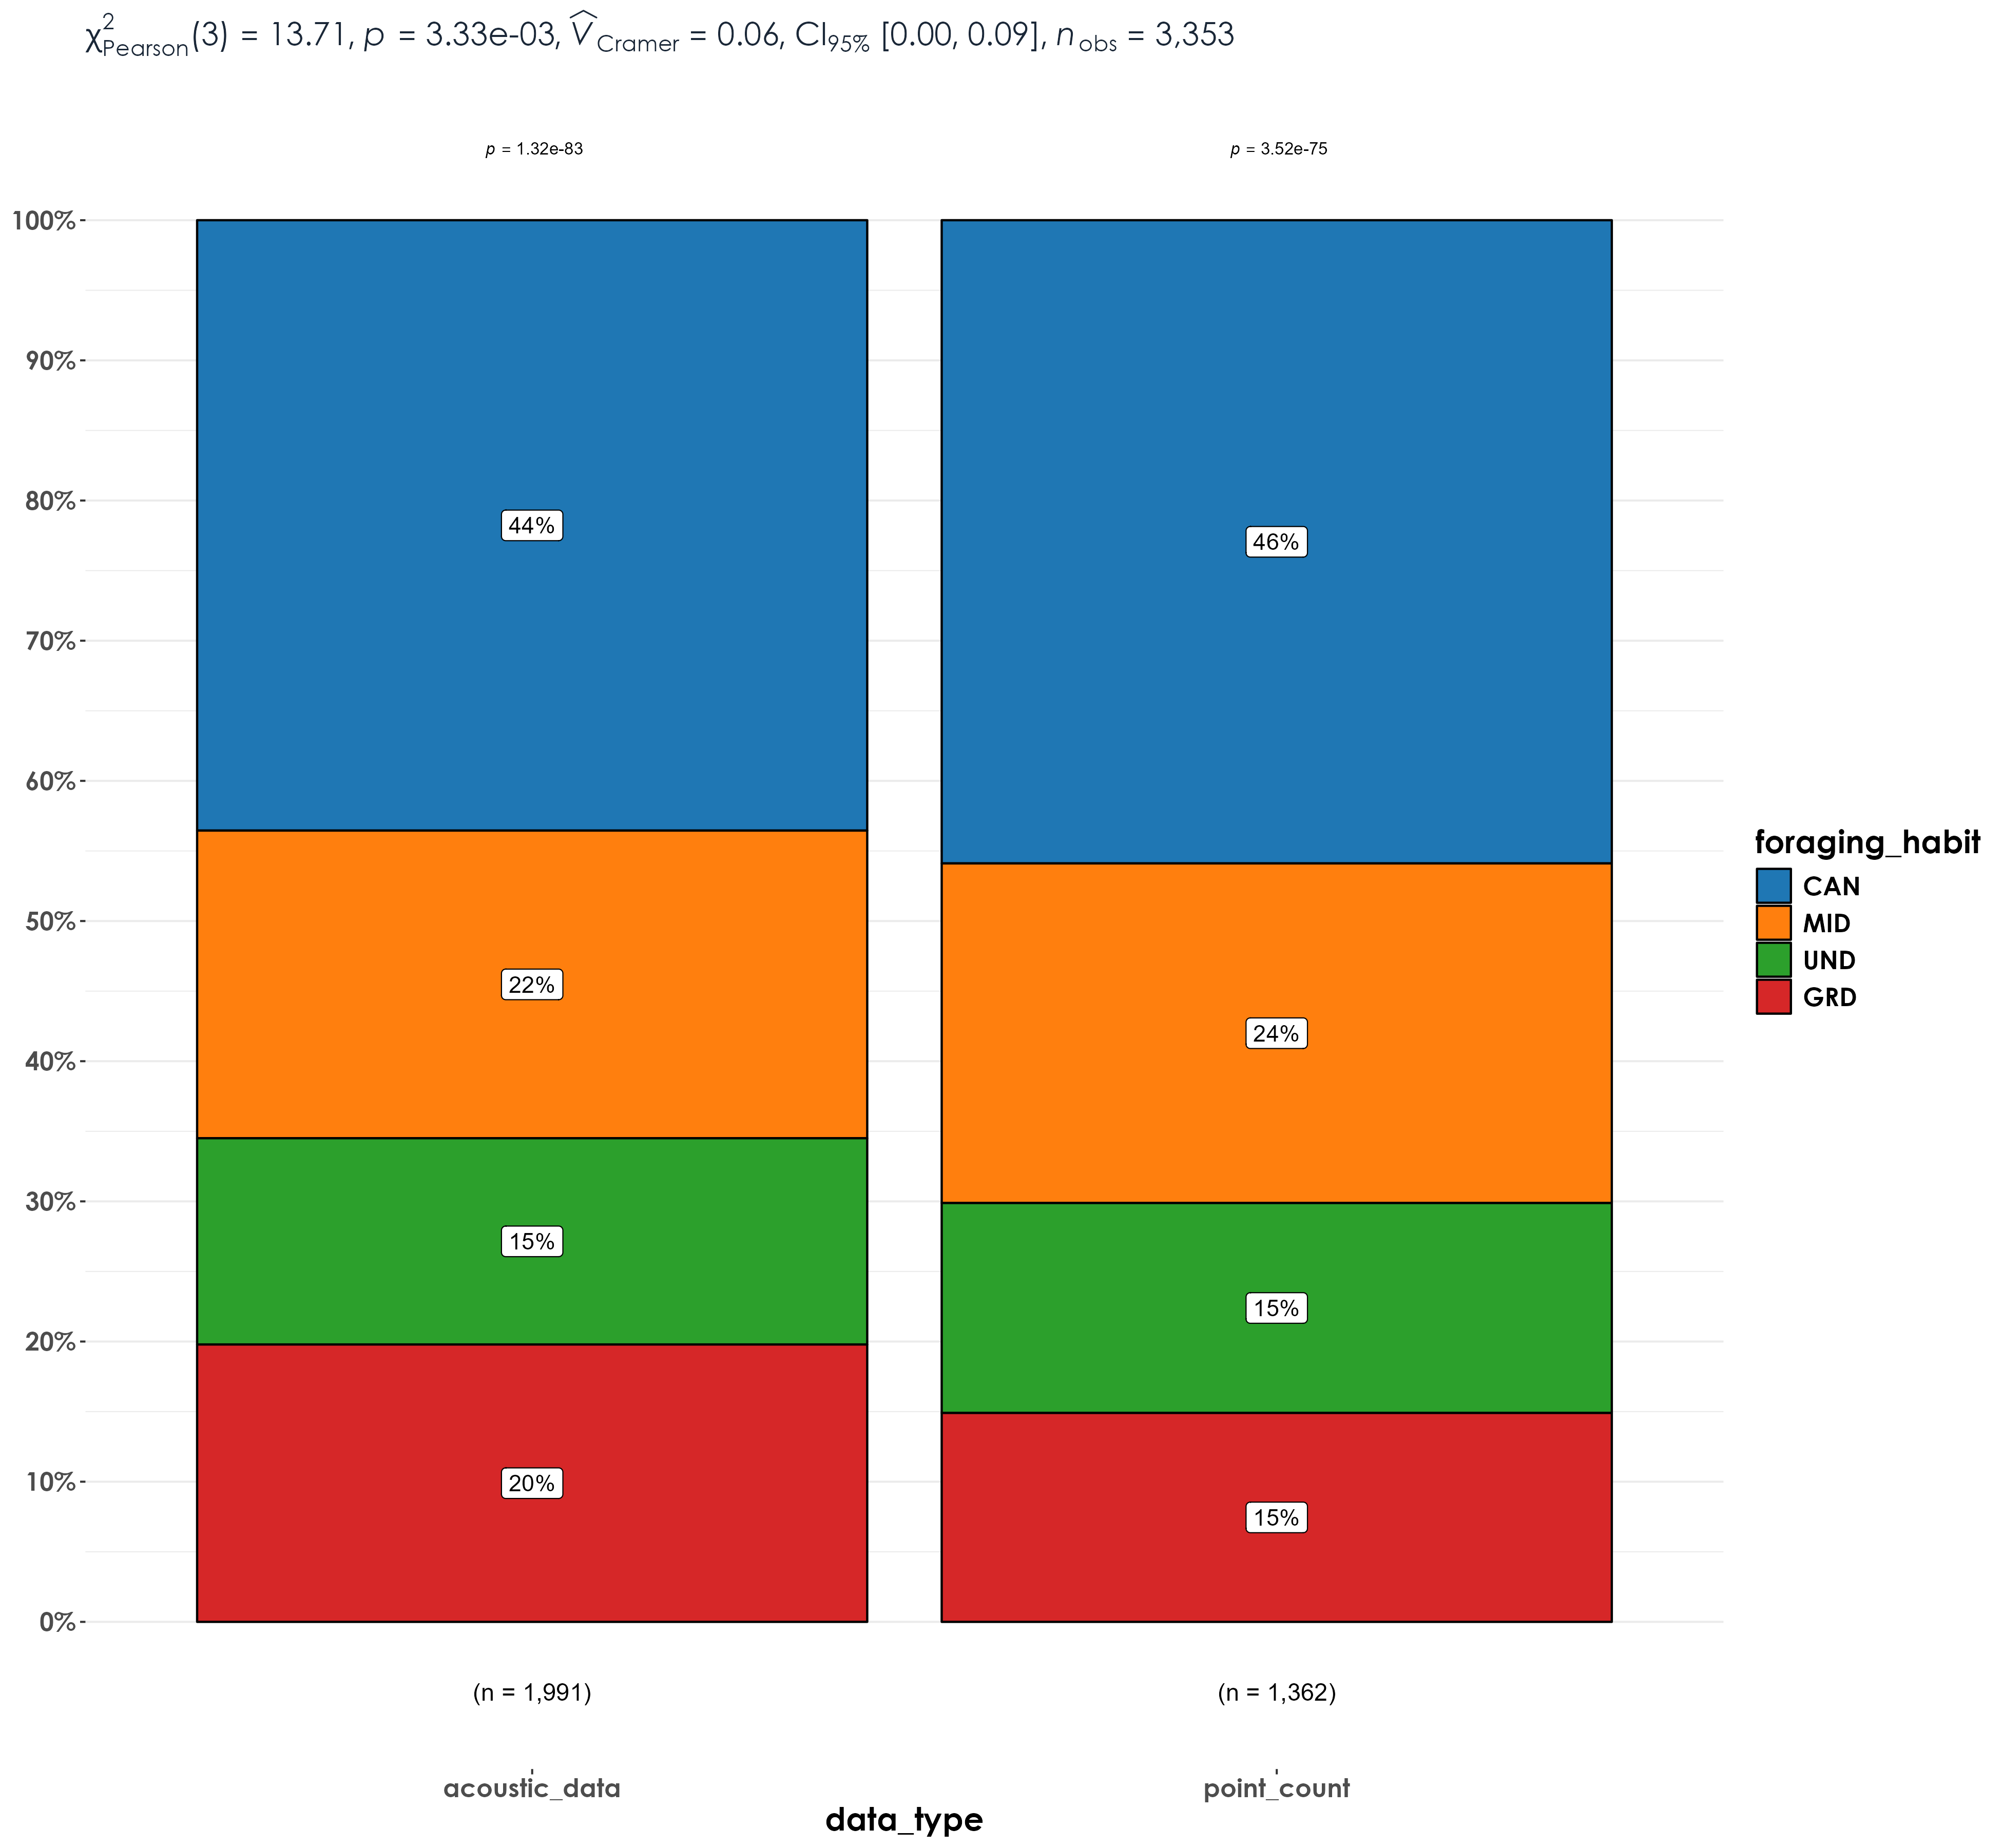 χ²Pearson(3) = 13.71, p = 3.33e-03, V̂Cramer = 0.06, CI95% [0.00, 0.09], nobs = 3,353
p = 1.32e-83 p = 3.52e-75
100%
90%
80%
70%
60%
50%
40%
30%
20%
10%
0%
44%
22%
15%
20%
46%
24%
15%
15%
foraging_habit
CAN
MID
UND
GRD
(n = 1,991) (n = 1,362)
acoustic_data point_count
data_type